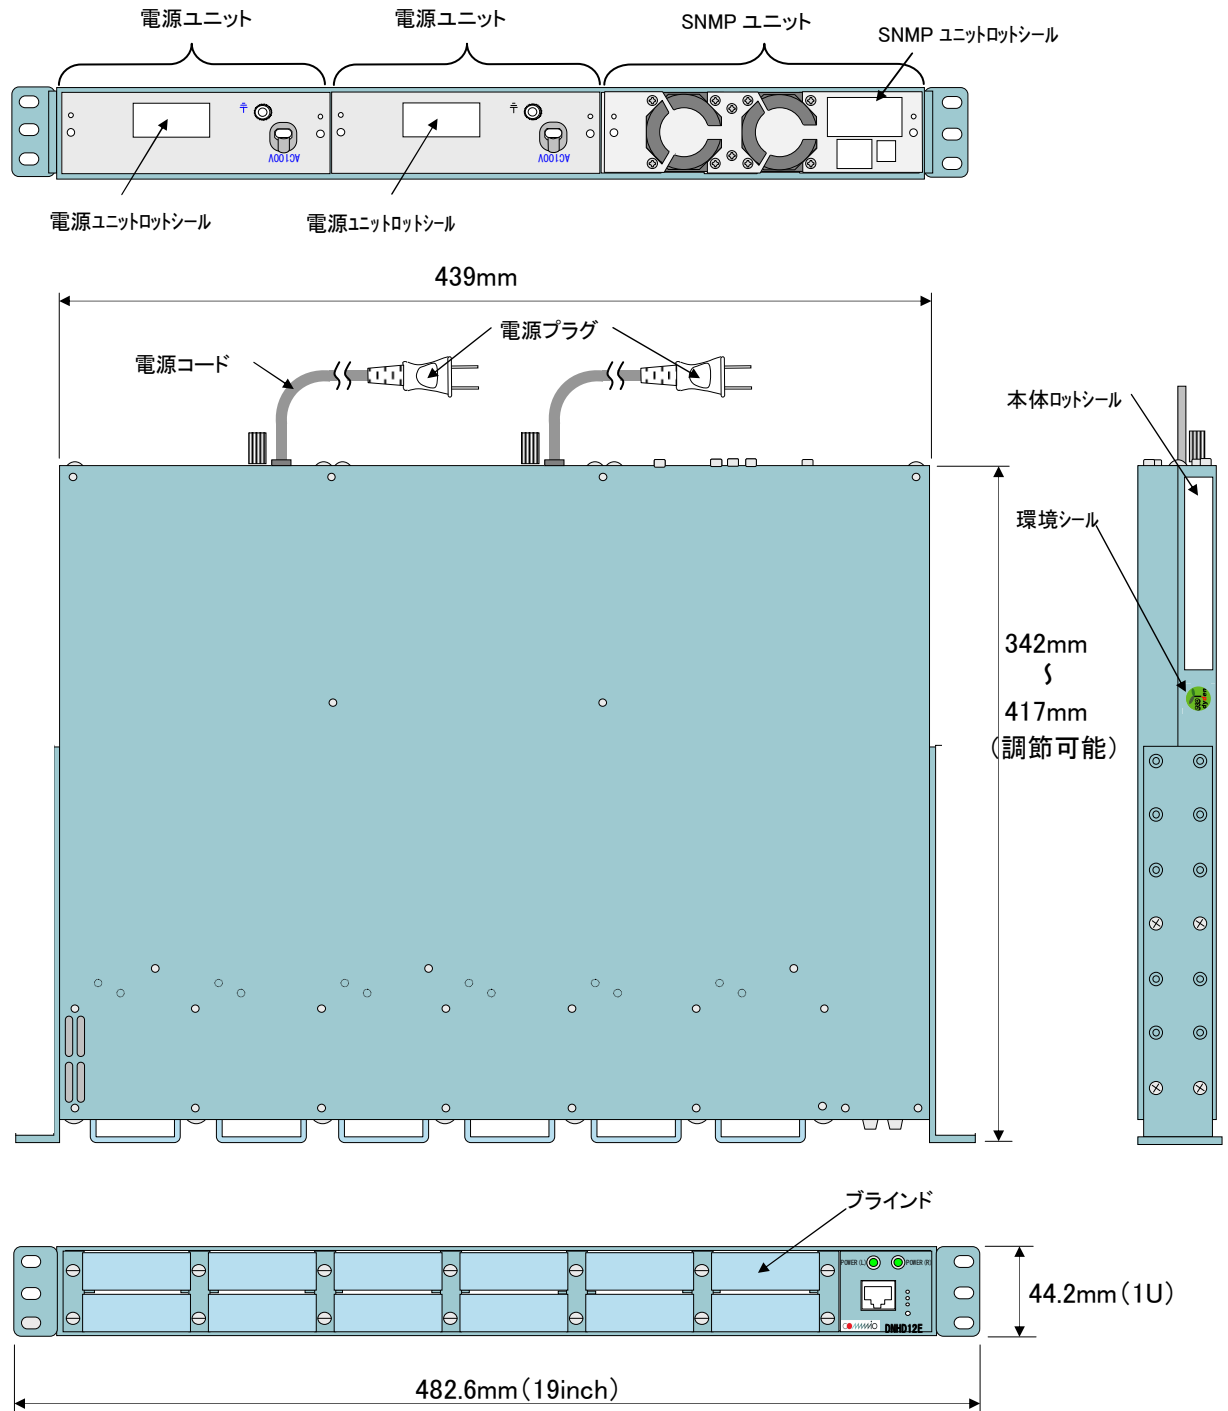 電源ユニット
電源ユニット
SNMP ユニット
SNMP ユニットロットシール
AC100V
AC100V
電源ユニットロットシール
電源ユニットロットシール
439mm
電源プラグ
電源コード
本体ロットシール
環境シール
342mm
〜
417mm
（調節可能）
ブラインド
POWER(L)
POWER(R)
DNHD12E
44.2mm（1U）
482.6mm（19inch）